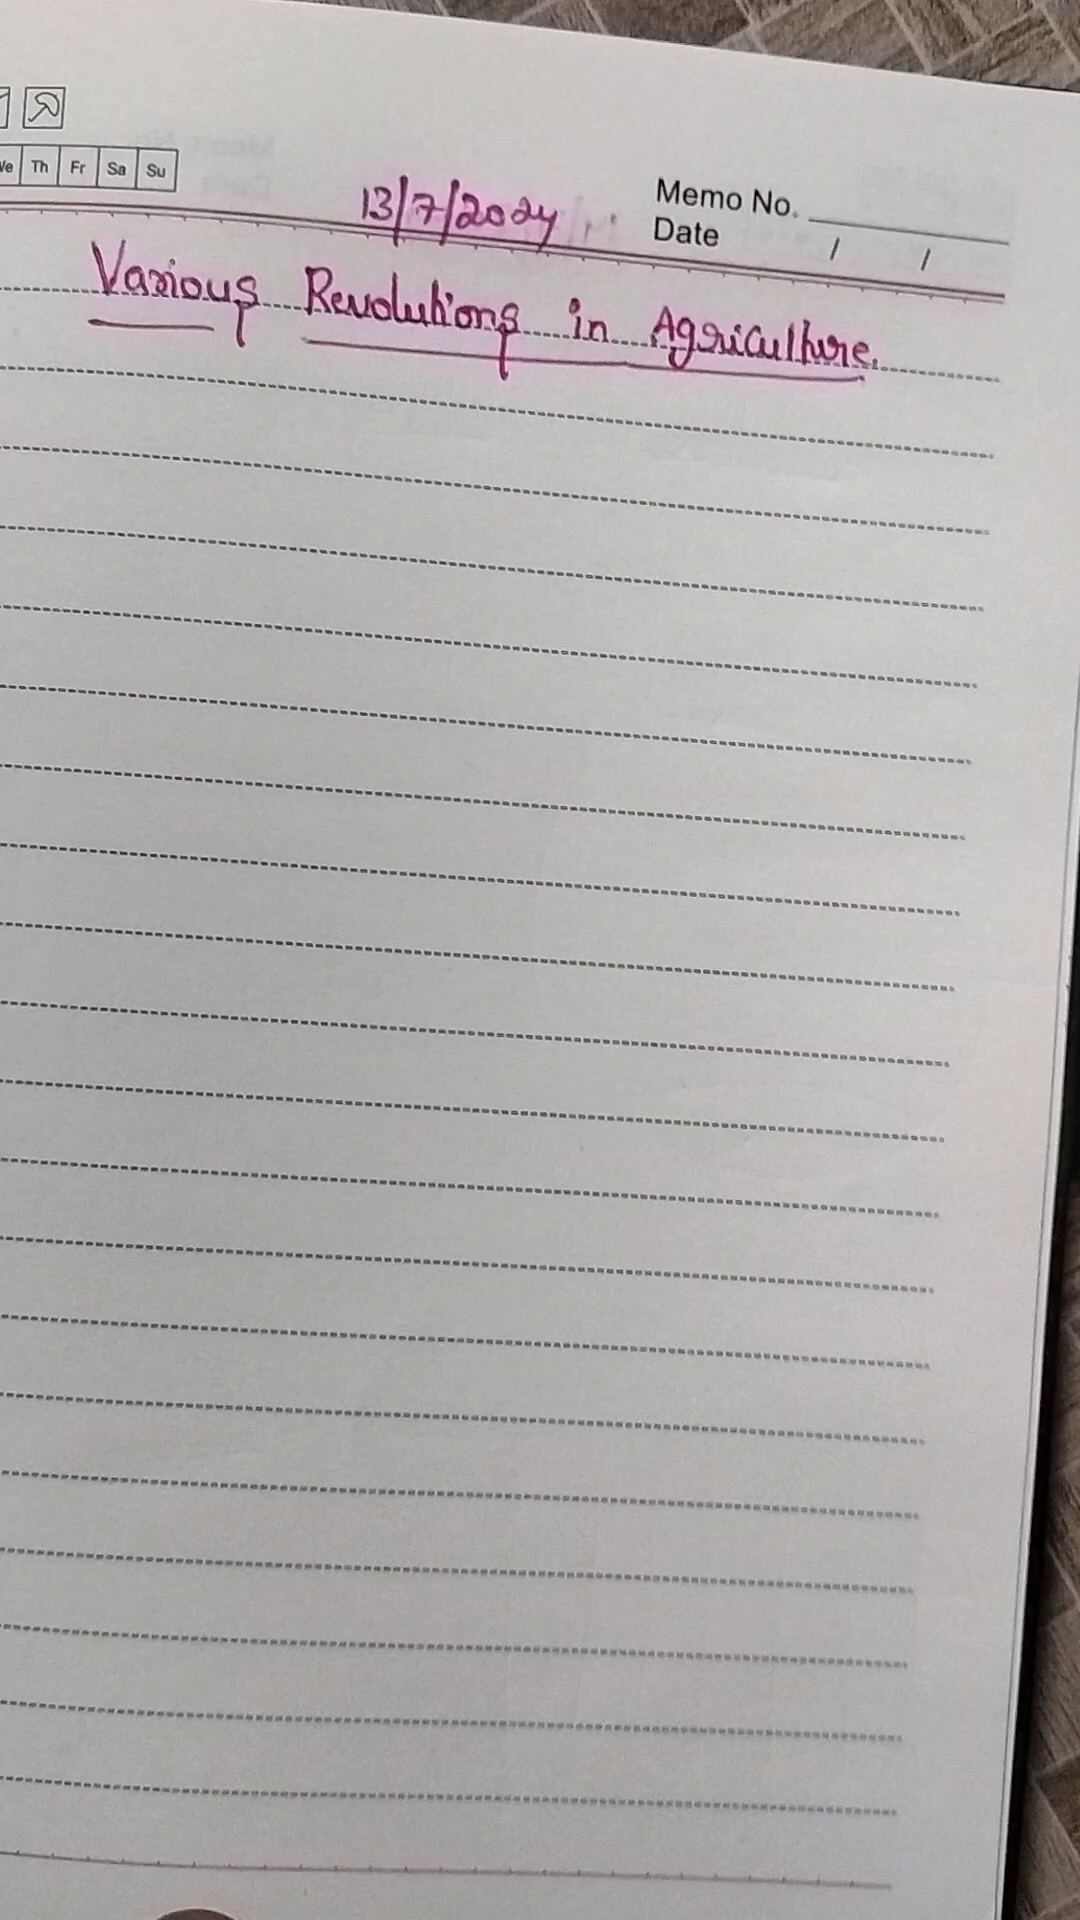 We Th Fr Sa Su
Memo No.
13/7/2024
Date / /
Various Revolutions in Agriculture.